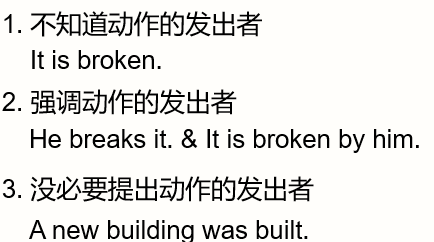 1. 不知道动作的发出者
It is broken.
2. 强调动作的发出者
He breaks it. & It is broken by him.
3. 没必要提出动作的发出者
A new building was built.